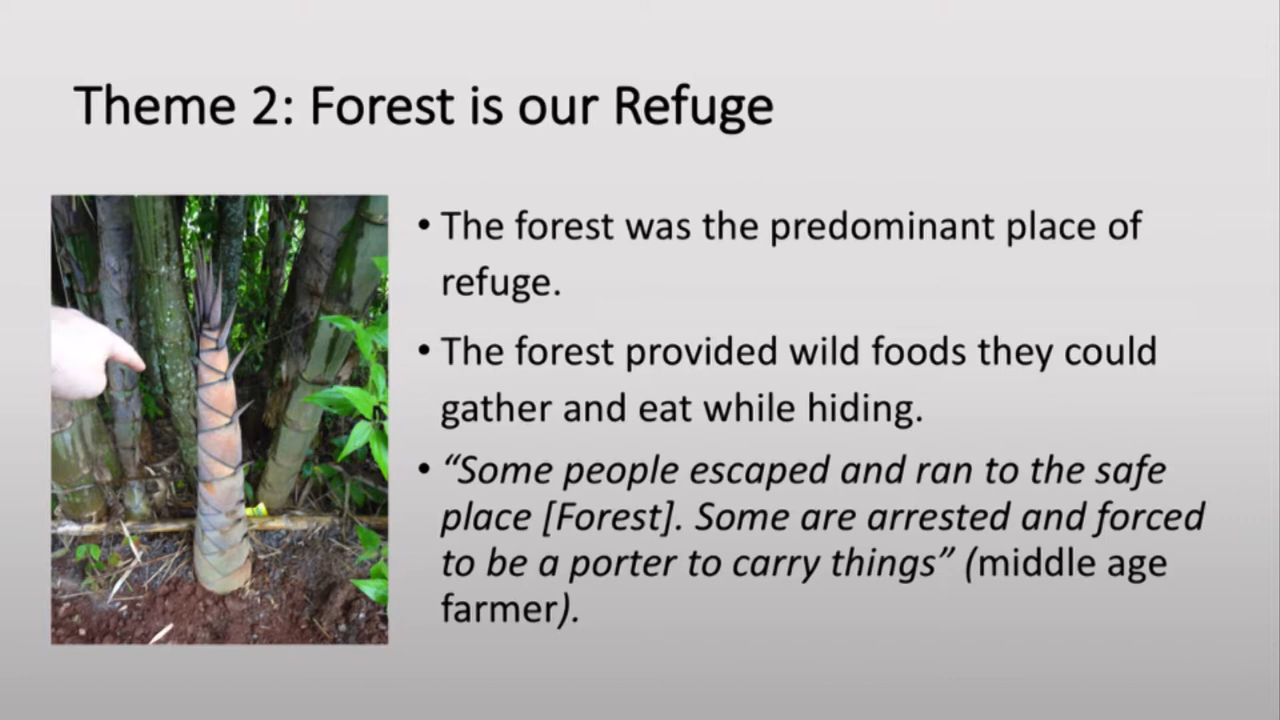 Theme 2: Forest is our Refuge
• The forest was the predominant place of
refuge.
• The forest provided wild foods they could
gather and eat while hiding.
• “Some people escaped and ran to the safe
place [Forest]. Some are arrested and forced
to be a porter to carry things” (middle age
farmer).